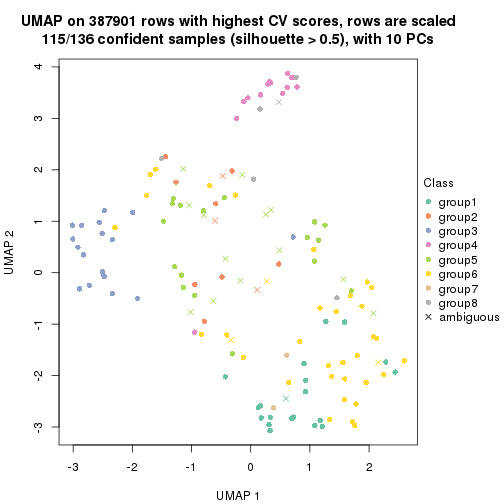 UMAP on 387901 rows with highest CV scores, rows are scaled
115/136 confident samples (silhouette > 0.5), with 10 PCs
4
3
2
1
0
-1
-2
-3
UMAP 2
-3
-2
-1
0
1
2
UMAP 1
Class
group1
group2
group3
group4
group5
group6
group7
group8
ambiguous